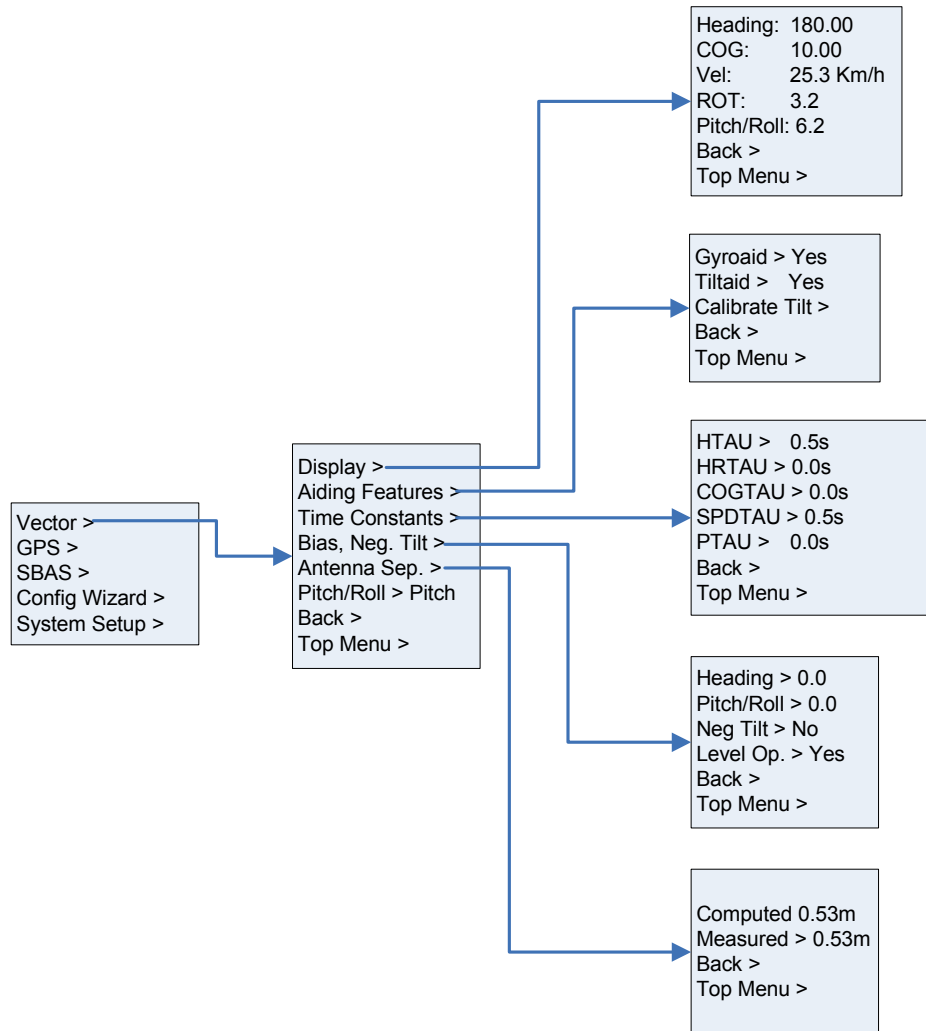 Vector >
GPS >
SBAS >
Config Wizard >
System Setup >
Display >
Aiding Features >
Time Constants >
Bias, Neg. Tilt >
Antenna Sep. >
Pitch/Roll > Pitch
Back >
Top Menu >
Heading: 180.00
COG: 10.00
Vel: 25.3 Km/h
ROT: 3.2
Pitch/Roll: 6.2
Back >
Top Menu >
Gyroaid > Yes
Tiltaid > Yes
Calibrate Tilt >
Back >
Top Menu >
HTAU > 0.5s
HRTAU > 0.0s
COGTAU > 0.0s
SPDTAU > 0.5s
PTAU > 0.0s
Back >
Top Menu >
Heading > 0.0
Pitch/Roll > 0.0
Neg Tilt > No
Level Op. > Yes
Back >
Top Menu >
Computed 0.53m
Measured > 0.53m
Back >
Top Menu >